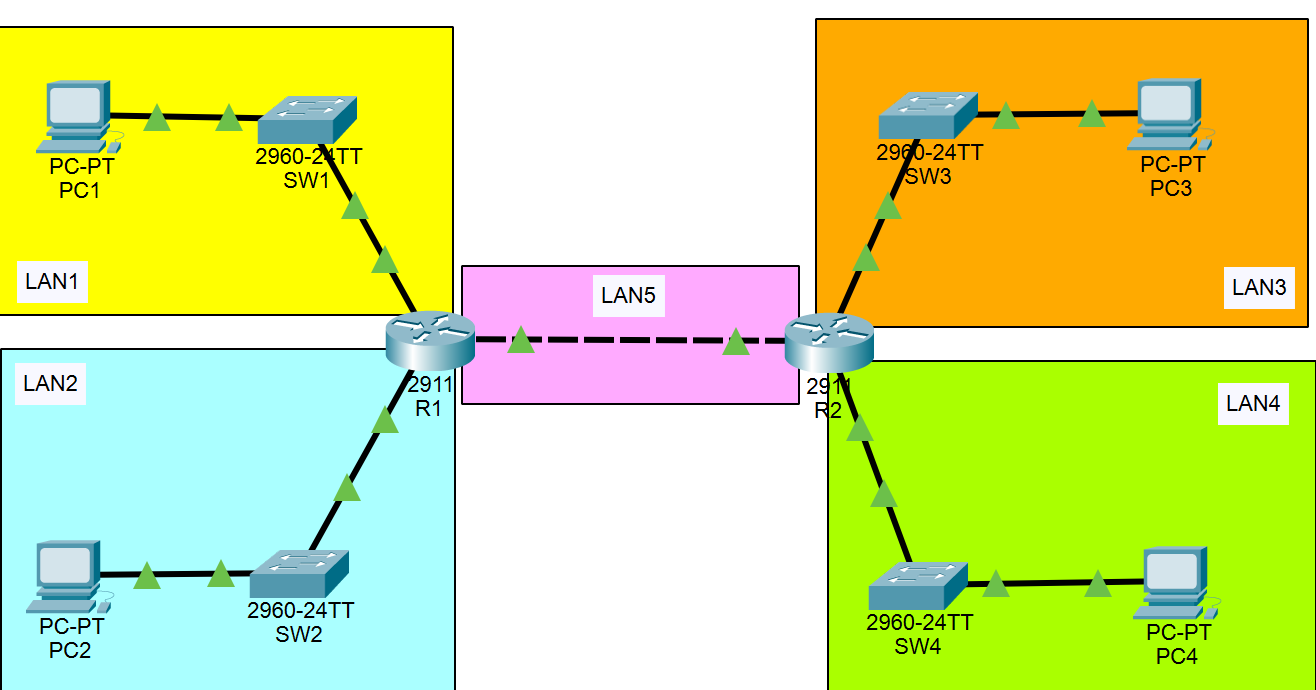 PC-PT
PC1
2960-24TT
SW1
LAN1
2960-24TT
SW3
PC-PT
PC3
LAN3
LAN5
2911
R1
2911
R2
LAN2
PC-PT
PC2
2960-24TT
SW2
LAN4
2960-24TT
SW4
PC-PT
PC4